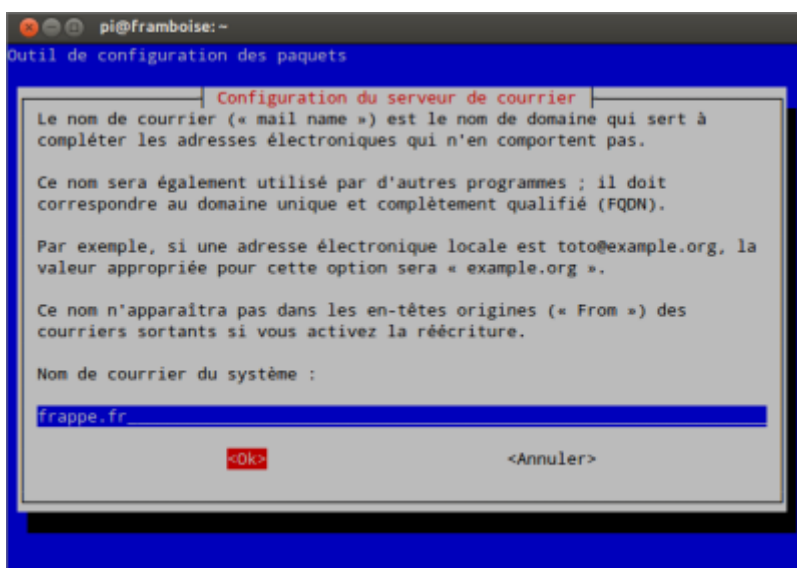 pi@framboise: ~
Outil de configuration des paquets
Configuration du serveur de courrier
Le nom de courrier (« mail name ») est le nom de domaine qui sert à
compléter les adresses électroniques qui n'en comportent pas.
Ce nom sera également utilisé par d'autres programmes ; il doit
correspondre au domaine unique et complètement qualifié (FQDN).
Par exemple, si une adresse électronique locale est toto@example.org, la
valeur appropriée pour cette option sera « example.org ».
Ce nom n'apparaîtra pas dans les en-têtes origines (« From ») des
courriers sortants si vous activez la réécriture.
Nom de courrier du système :
frappe.fr
<Ok> <Annuler>